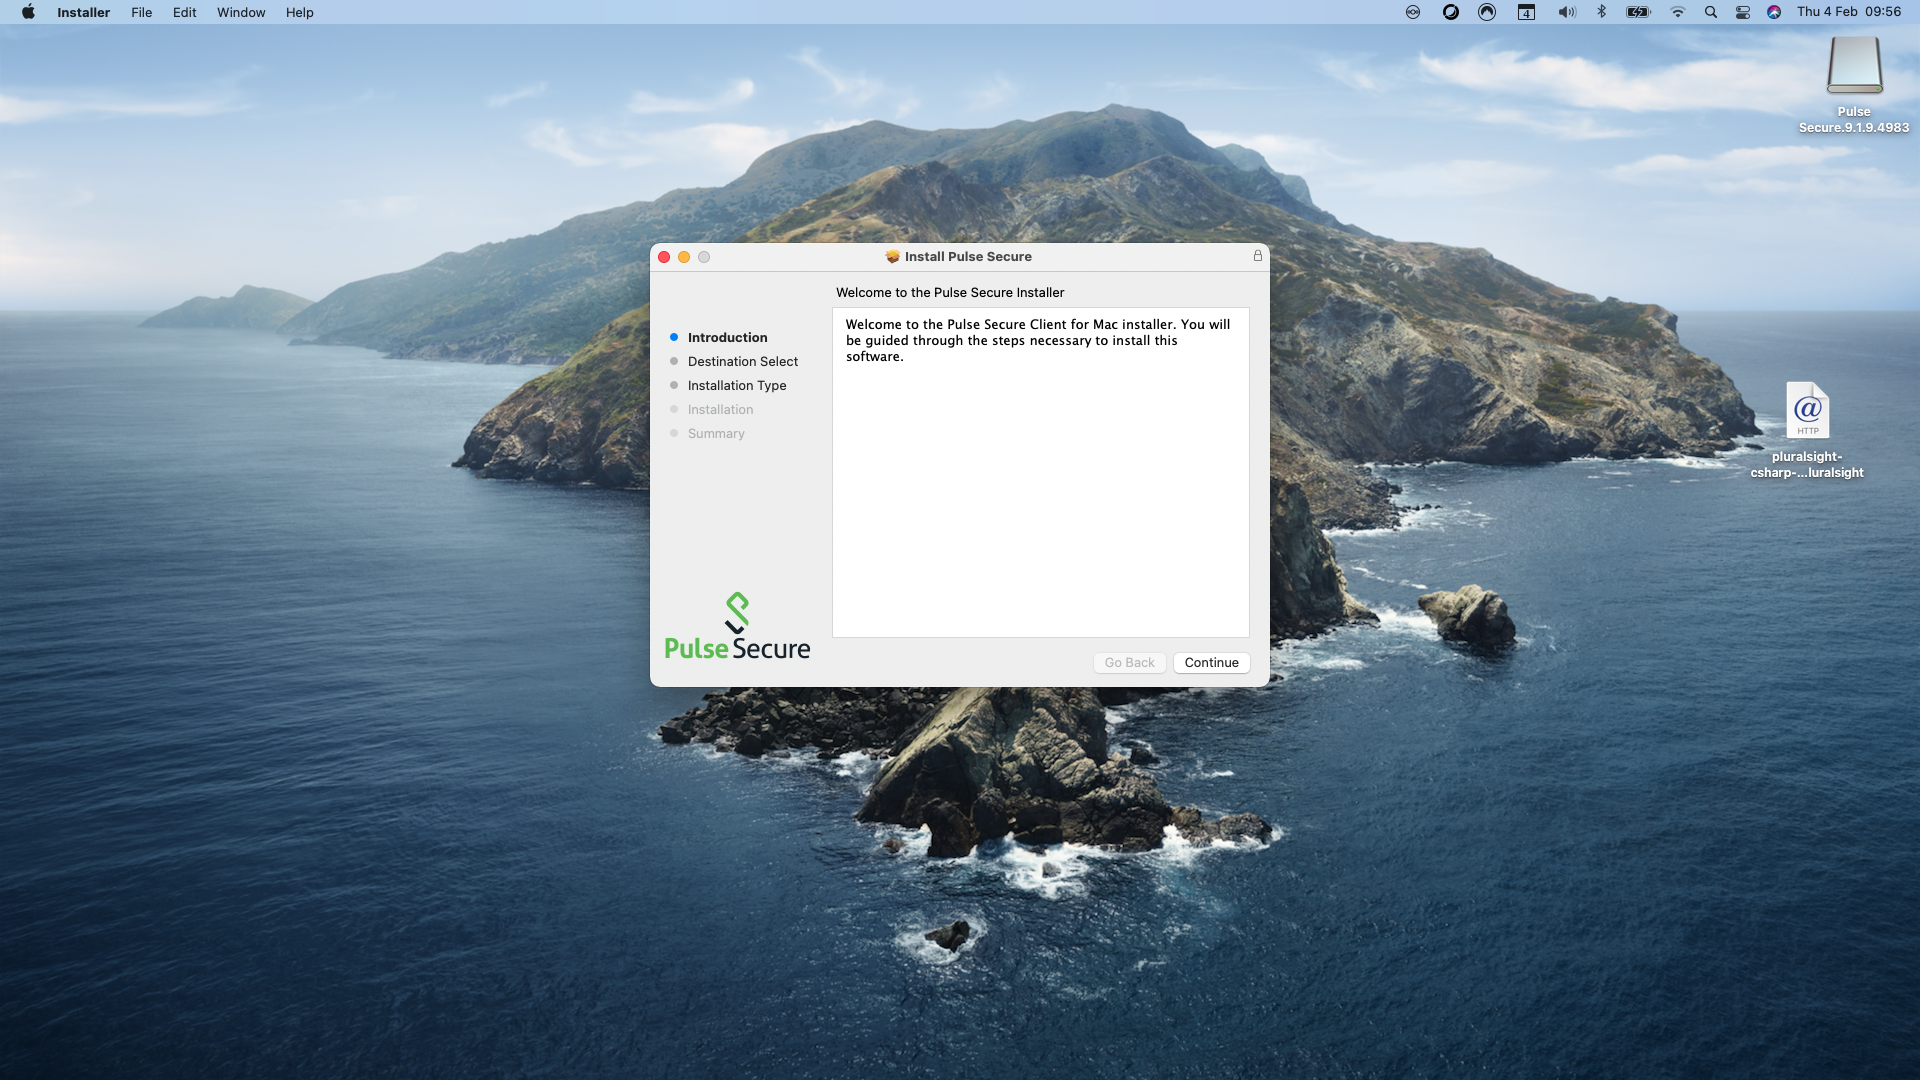 Installer File Edit Window Help
4
Thu 4 Feb 09:56
Pulse
Secure.9.1.9.4983
HTTP
pluralsight-
csharp-...luralsight
Install Pulse Secure
Welcome to the Pulse Secure Installer
Introduction
Destination Select
Installation Type
Installation
Summary
Welcome to the Pulse Secure Client for Mac installer. You will
be guided through the steps necessary to install this
software.
Pulse Secure
Go Back
Continue